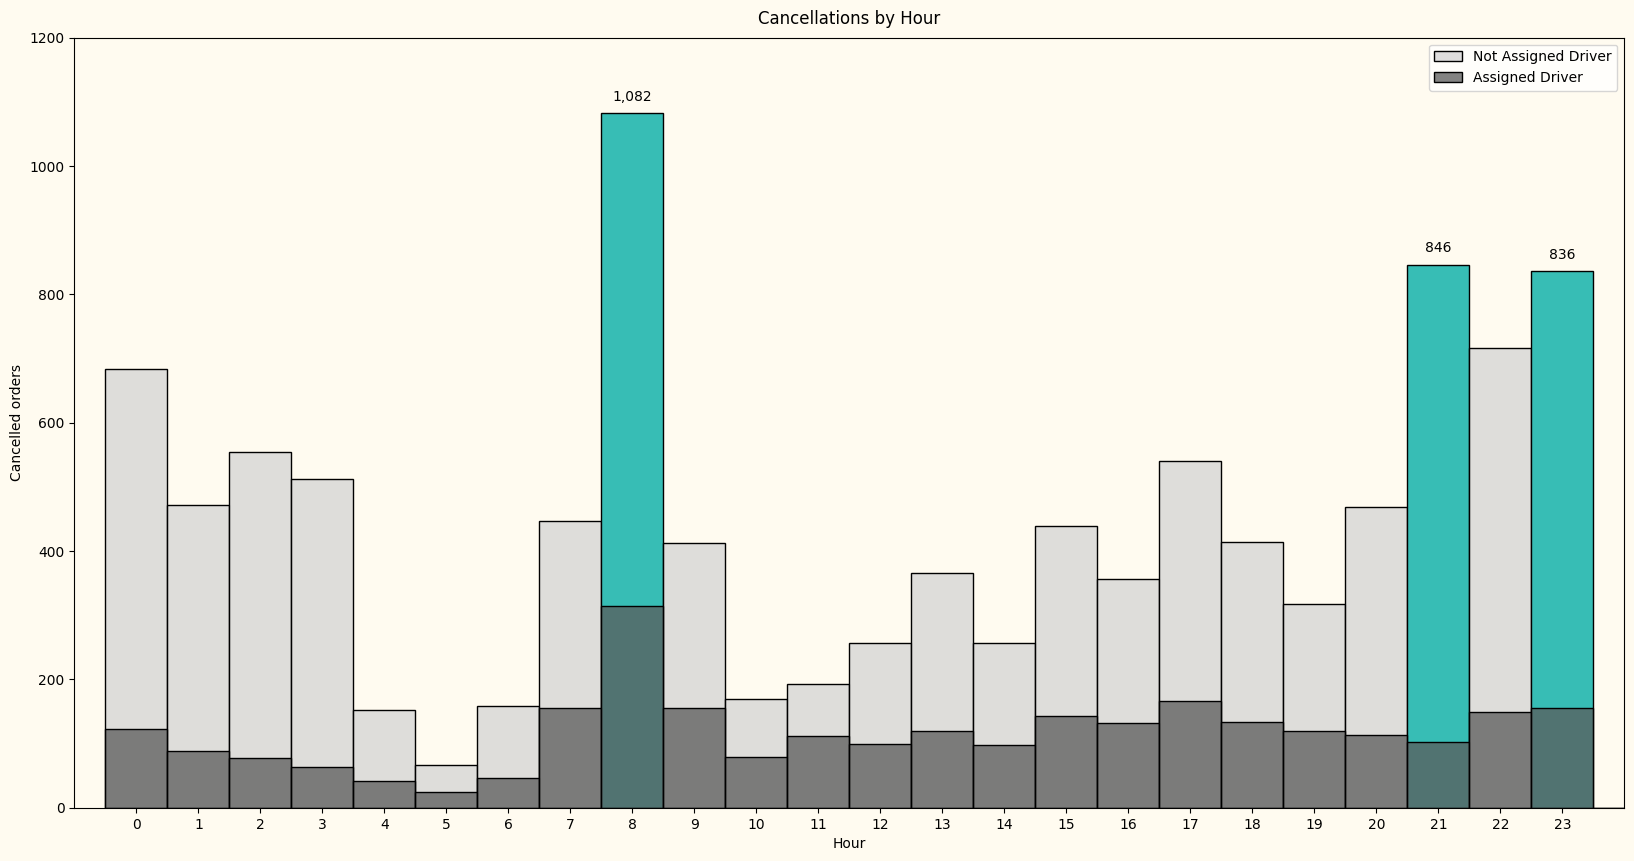 Cancellations by Hour
Not Assigned Driver
Assigned Driver
1200
1000
800
600
400
200
0
Cancelled orders
1,082
846
836
0 1 2 3 4 5 6 7 8 9 10 11 12 13 14 15 16 17 18 19 20 21 22 23
Hour